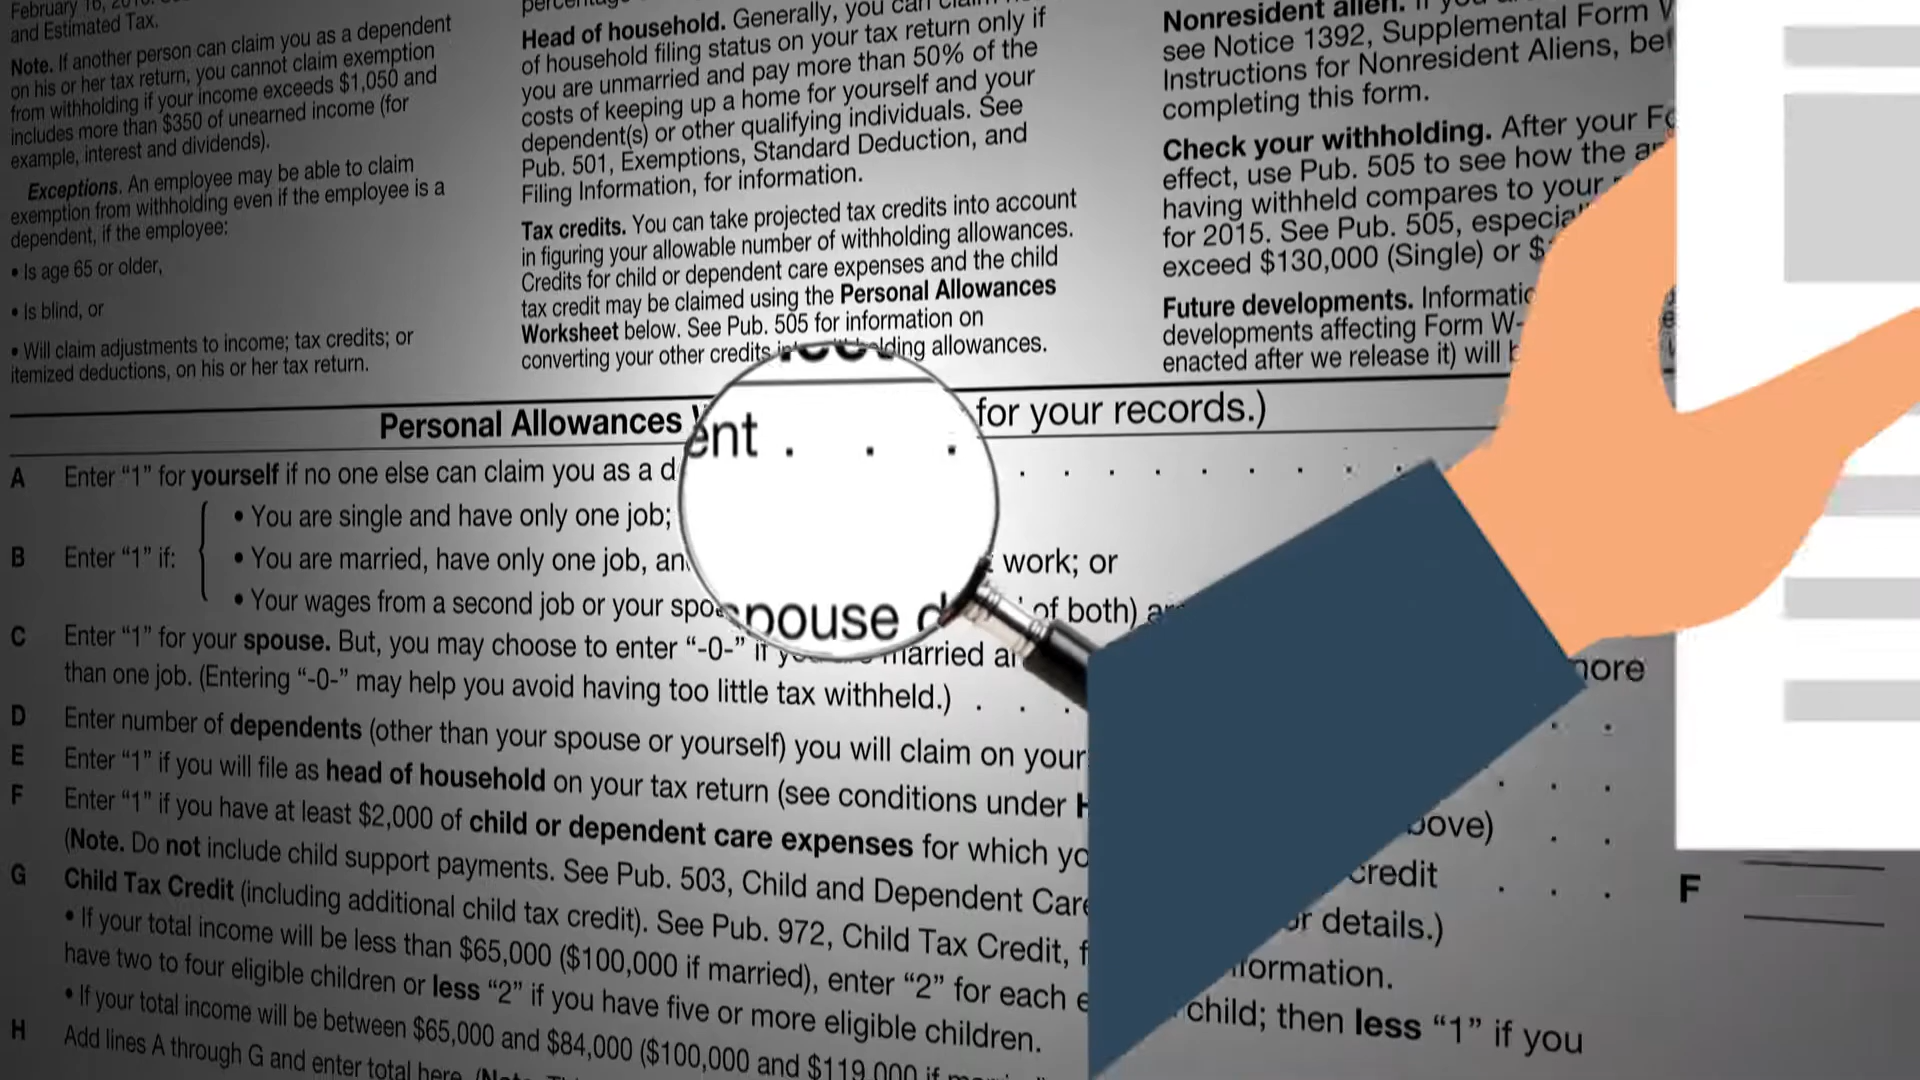 February 16, 2016. 
and Estimated Tax.
Note. If another person can claim you as a dependent
on his or her tax return, you cannot claim exemption
from withholding if your income exceeds $1,050 and
includes more than $350 of unearned income (for
example, interest and dividends).
Exceptions. An employee may be able to claim
exemption from withholding even if the employee is a
dependent, if the employee:
• Is age 65 or older,
• Is blind, or
• Will claim adjustments to income; tax credits; or
itemized deductions, on his or her tax return.
Head of household. Generally, you can claim
of household filing status on your tax return only if
you are unmarried and pay more than 50% of the
costs of keeping up a home for yourself and your
dependent(s) or other qualifying individuals. See
Pub. 501, Exemptions, Standard Deduction, and
Filing Information, for information.
Tax credits. You can take projected tax credits into account
in figuring your allowable number of withholding allowances.
Credits for child or dependent care expenses and the child
tax credit may be claimed using the Personal Allowances
Worksheet below. See Pub. 505 for information on
converting your other credits lding allowances.
Nonresident alien. If you
see Notice 1392, Supplemental Form W
Instructions for Nonresident Aliens, bef
completing this form.
Check your withholding. After your Fo
effect, use Pub. 505 to see how the a
having withheld compares to your
for 2015. See Pub. 505, especia
exceed $130,000 (Single) or $
Future developments. Informatio
developments affecting Form W-
enacted after we release it) will b
Personal Allowances for your records.)
A Enter “1” for yourself if no one else can claim you as a d
ent . . .
• You are single and have only one job;
B Enter “1” if: • You are married, have only one job, an work; or
• Your wages from a second job or your spo of both) a
pouse d
C Enter “1” for your spouse. But, you may choose to enter “-0-” if married a
than one job. (Entering “-0-” may help you avoid having too little tax withheld.) . . .
more
D Enter number of dependents (other than your spouse or yourself) you will claim on your
E Enter “1” if you will file as head of household on your tax return (see conditions under H bove)
F Enter “1” if you have at least $2,000 of child or dependent care expenses for which yo credit . . . F
(Note. Do not include child support payments. See Pub. 503, Child and Dependent Care or details.)
G Child Tax Credit (including additional child tax credit). See Pub. 972, Child Tax Credit, f formation.
• If your total income will be less than $65,000 ($100,000 if married), enter “2” for each e child; then less “1” if you
have two to four eligible children or less “2” if you have five or more eligible children.
• If your total income will be between $65,000 and $84,000 ($100,000 and $119,000 if
H Add lines A through G and enter total here.